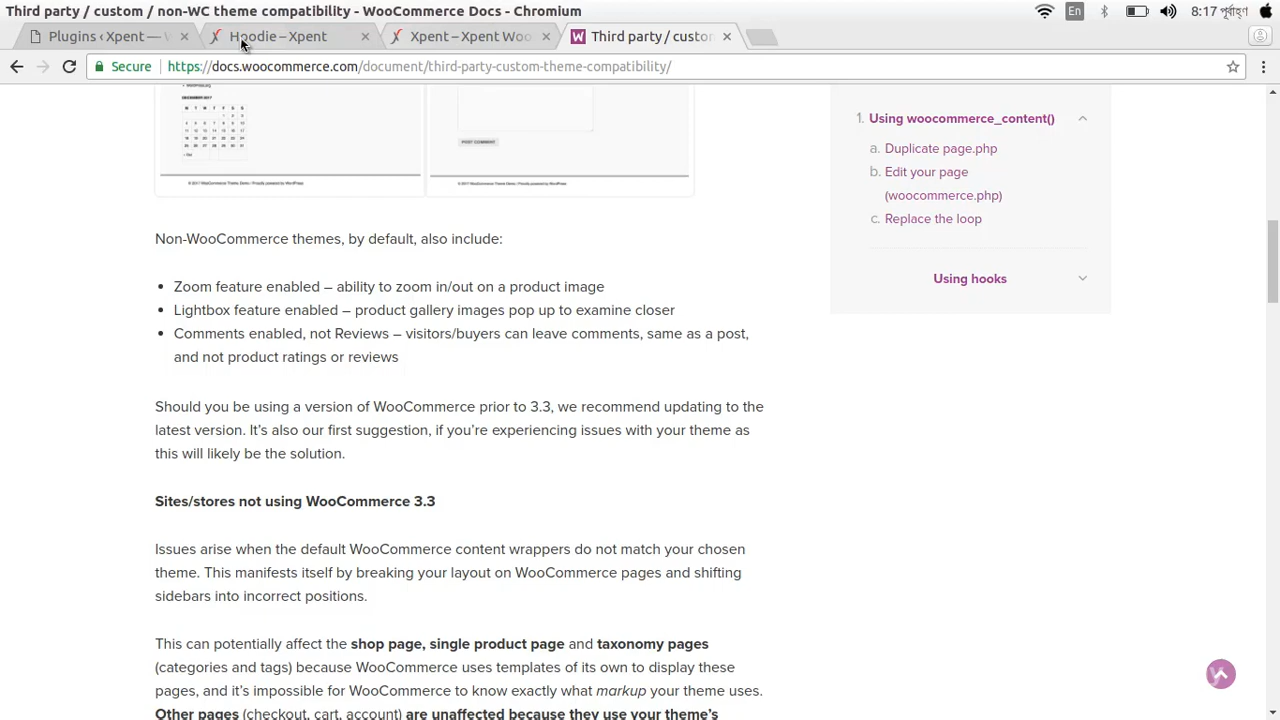 Third party / custom / non-WC theme compatibility - WooCommerce Docs - Chromium
En
8:17 পূর্বাহ্ণ
Plugins ‹ Xpent — W
Hoodie – Xpent
Xpent – Xpent Woo
Third party / custo
Secure
https://docs.woocommerce.com/document/third-party-custom-theme-compatibility/
POST COMMENT
Non-WooCommerce themes, by default, also include:
Zoom feature enabled – ability to zoom in/out on a product image
Lightbox feature enabled – product gallery images pop up to examine closer
Comments enabled, not Reviews – visitors/buyers can leave comments, same as a post,
and not product ratings or reviews
Should you be using a version of WooCommerce prior to 3.3, we recommend updating to the
latest version. It's also our first suggestion, if you're experiencing issues with your theme as
this will likely be the solution.
Sites/stores not using WooCommerce 3.3
Issues arise when the default WooCommerce content wrappers do not match your chosen
theme. This manifests itself by breaking your layout on WooCommerce pages and shifting
sidebars into incorrect positions.
This can potentially affect the shop page, single product page and taxonomy pages
(categories and tags) because WooCommerce uses templates of its own to display these
pages, and it's impossible for WooCommerce to know exactly what markup your theme uses.
Other pages (checkout, cart, account) are unaffected because they use your theme's
1. Using woocommerce_content()
a. Duplicate page.php
b. Edit your page
(woocommerce.php)
c. Replace the loop
Using hooks